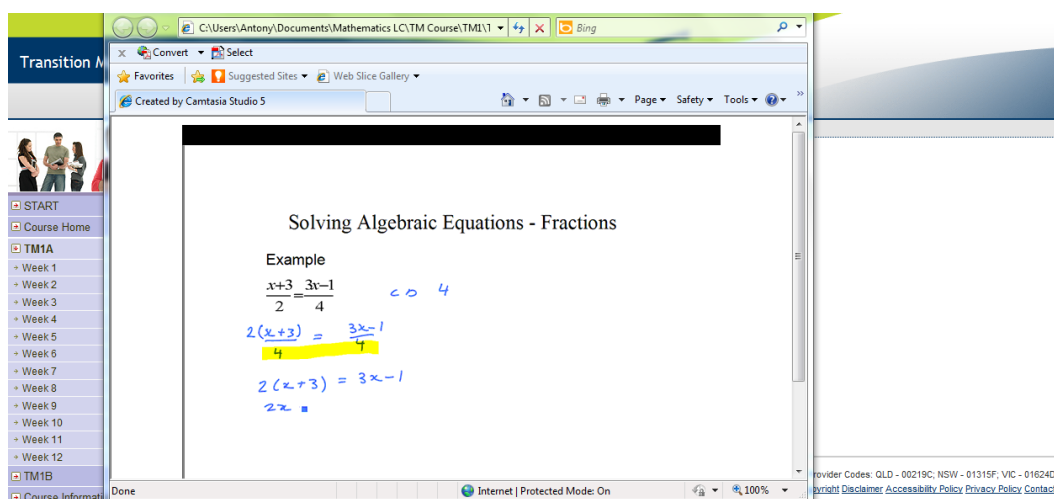 C:\Users\Antony\Documents\Mathematics LC\TM Course\TM1\T
Bing
Transition M
x Convert Select
Favorites Suggested Sites Web Slice Gallery
Created by Camtasia Studio 5
Page Safety Tools
START
Course Home
TM1A
Week 1
Week 2
Week 3
Week 4
Week 5
Week 6
Week 7
Week 8
Week 9
Week 10
Week 11
Week 12
TM1B
Course Informati
Solving Algebraic Equations - Fractions
Example
x+3/2 = 3x–1/4 CD 4
2(x+3)/4 = 3x-1/4
2(x+3) = 3x-1
2x
Done Internet | Protected Mode: On 100%
rovider Codes: QLD - 00219C; NSW - 01315F; VIC - 01624D
pyright Disclaimer Accessibility Policy Privacy Policy Contact